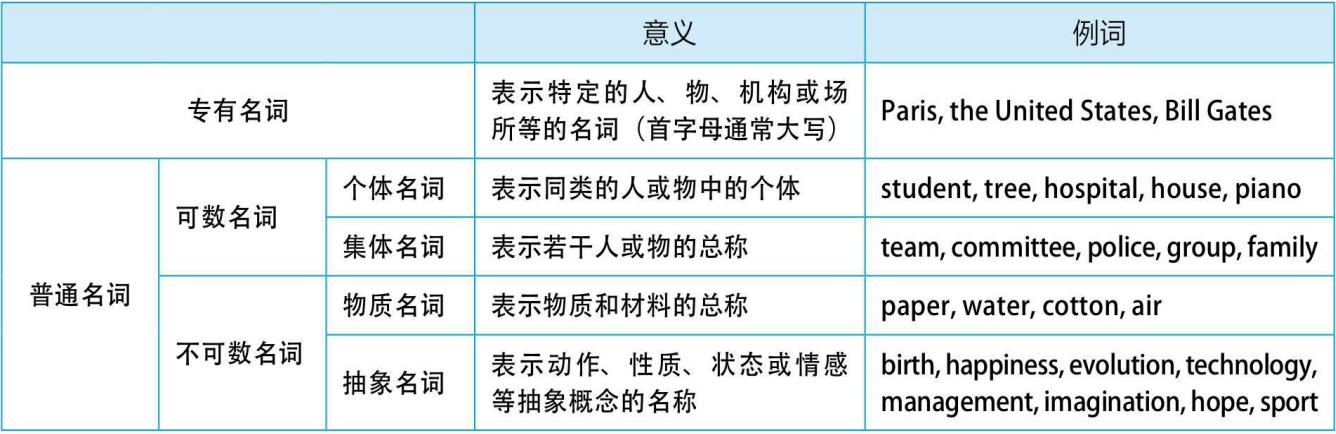 意义
例词
专有名词
表示特定的人、物、机构或场
所等的名词（首字母通常大写）
Paris, the United States, Bill Gates
普通名词
可数名词
个体名词
表示同类的人或物中的个体
student, tree, hospital, house, piano
集体名词
表示若干人或物的总称
team, committee, police, group, family
不可数名词
物质名词
表示物质和材料的总称
paper, water, cotton, air
抽象名词
表示动作、性质、状态或情感
等抽象概念的名称
birth, happiness, evolution, technology,
management, imagination, hope, sport